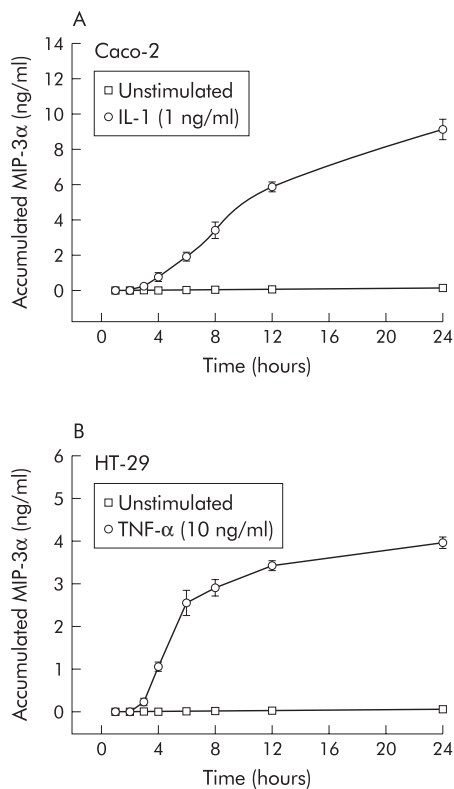 A
Caco-2
Unstimulated
IL-1 (1 ng/ml)
Accumulated MIP-3α (ng/ml)
14
12
10
8
6
4
2
0
0 4 8 12 16 20 24
Time (hours)
B
HT-29
Unstimulated
TNF-α (10 ng/ml)
Accumulated MIP-3α (ng/ml)
6
5
4
3
2
1
0
0 4 8 12 16 20 24
Time (hours)